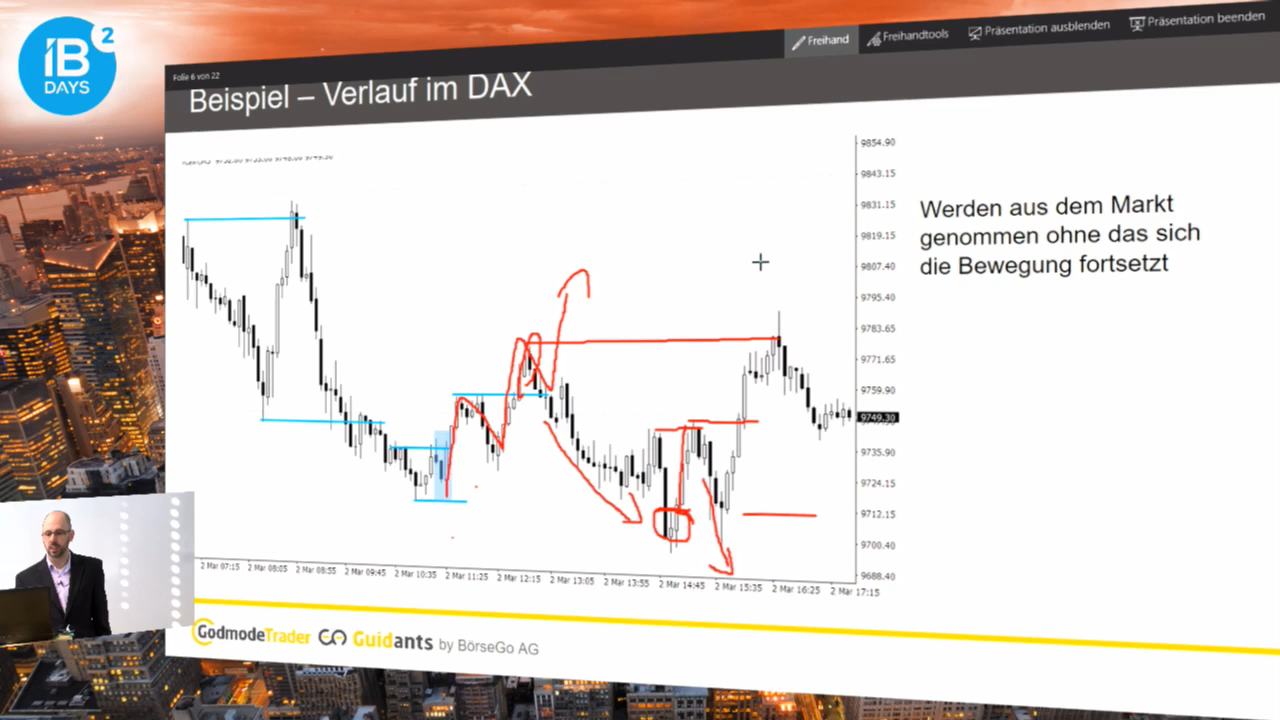 IB
2
DAYS
Folie 6 von 22
Freihand
Freihandtools
Präsentation ausblenden
Präsentation beenden
Beispiel – Verlauf im DAX
Werden aus dem Markt
genommen ohne das sich
die Bewegung fortsetzt
9854.90
9843.15
9831.15
9819.15
9807.40
9795.40
9783.65
9771.65
9759.90
9749.30
9735.90
9724.15
9712.15
9700.40
9688.40
2 Mar 07:15
2 Mar 08:05
2 Mar 08:55
2 Mar 09:45
2 Mar 10:35
2 Mar 11:25
2 Mar 12:15
2 Mar 13:05
2 Mar 13:55
2 Mar 14:45
2 Mar 15:35
2 Mar 16:25
2 Mar 17:15
GodmodeTrader Guidants by BörseGo AG